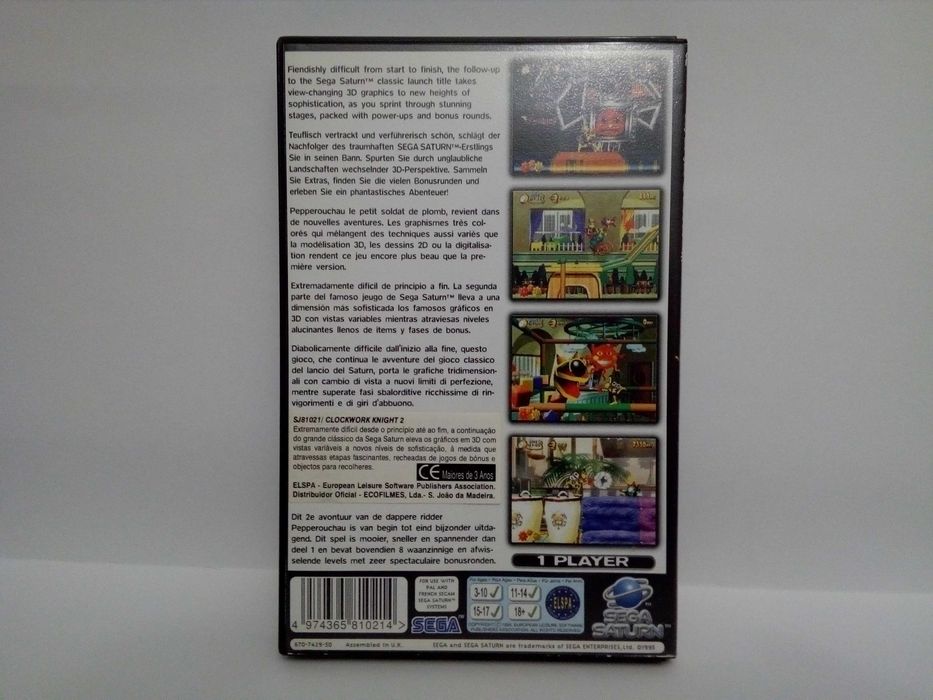 Fiendishly difficult from start to finish, the follow-up
to the Sega Saturn™ classic launch title takes
view-changing 3D graphics to new heights of
sophistication, as you sprint through stunning
stages, packed with power-ups and bonus rounds.
Teuflisch vertrackt und verführerisch schön, schlägt der
Nachfolger des traumhaften SEGA SATURN™-Erstlings
Sie in seinen Bann. Spurten Sie durch unglaubliche
Landschaften wechselnder 3D-Perspektive. Sammeln
Sie Extras, finden Sie die vielen Bonusrunden und
erleben Sie ein phantastisches Abenteuer!
Pepperouchau le petit soldat de plomb, revient dans
de nouvelles aventures. Les graphismes très col-
orés qui mélangent des techniques aussi variés que
la modélisation 3D, les dessins 2D ou la digitalisa-
tion rendent ce jeu encore plus beau que la pre-
mière version.
Extremadamente difícil de principio a fin. La segunda
parte del famoso jeugo de Sega Saturn™ lleva a una
dimensión más sofisticada los famosos gráficos en
3D con vistas variables mientras atraviesas niveles
alucinantes llenos de items y fases de bonus.
Diabolicamente difficile dall'inizio alla fine, questo
gioco, che continua le avventure del gioco classico
del lancio del Saturn, porta le grafiche tridimension-
ali con cambio di vista a nuovi limiti di perfezione,
mentre superate fasi sbalorditive ricchissime di rin-
vigorimenti e di giri d'abbuono.
SJ81021/ CLOCKWORK KNIGHT 2
Extremamente difícil desde o princípio até ao fim, a continuação
do grande clássico da Sega Saturn eleva os gráficos em 3D com
vistas variáveis a novos níveis de sofisticação, à medida que
atravessas etapas fascinantes, recheadas de jogos de bónus e
objectos para recolheres.
CE Maiores de 3 Anos
ELSPA - European Leisure Software Publishers Association.
Distribuidor Oficial - ECOFILMES, Lda.- S. João da Madeira.
Dit 2e avontuur van de dappere ridder
Pepperouchau is van begin tot eind bijzonder uitda-
gend. Dit spel is mooier, sneller en spannender dan
deel 1 en bevat bovendien 8 waanzinnige en afwis-
selende levels met zeer spectaculaire bonusronden.
1 PLAYER
4 974365 810214 >
FOR USE WITH
PAL AND
FRENCH SECAM
SEGA SATURN™
SYSTEMS
SEGA™
3-10
11-14
15-17
18+
ELSPA
SEGA
SATURN™
670-7429-50
Assembled in U.K.
SEGA and SEGA SATURN are trademarks of SEGA ENTERPRISES, Ltd. ©1995